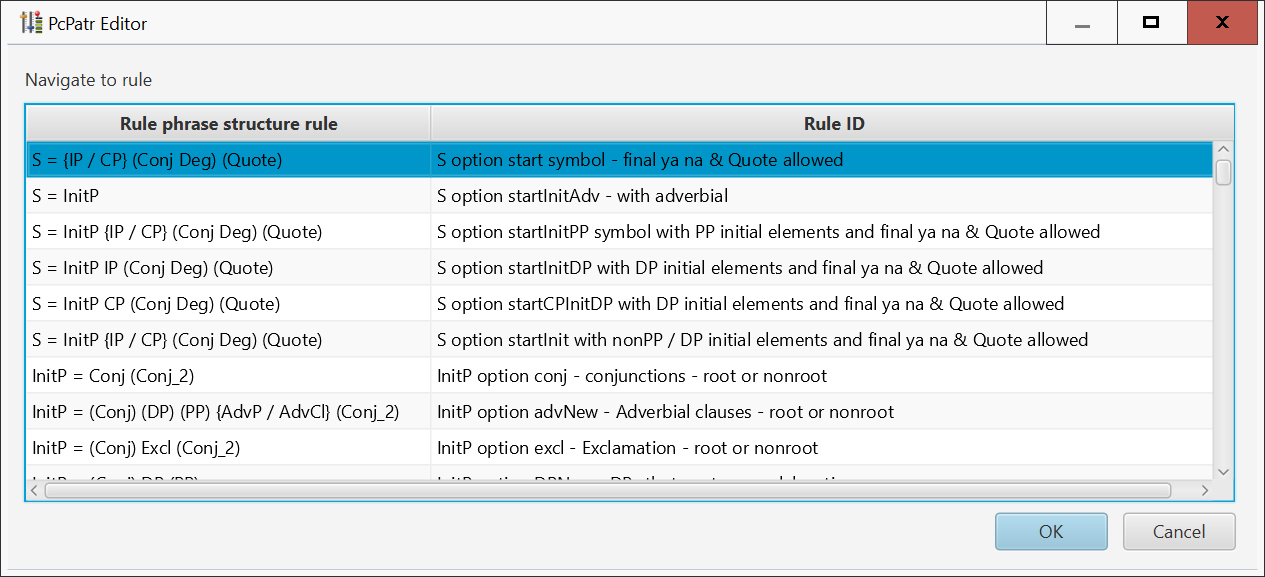 PcPatr Editor
Navigate to rule
Rule phrase structure rule Rule ID
S = {IP / CP} (Conj Deg) (Quote) S option start symbol - final ya na & Quote allowed
S = InitP S option startInitAdv - with adverbial
S = InitP {IP / CP} (Conj Deg) (Quote) S option startInitPP symbol with PP initial elements and final ya na & Quote allowed
S = InitP IP (Conj Deg) (Quote) S option startInitDP with DP initial elements and final ya na & Quote allowed
S = InitP CP (Conj Deg) (Quote) S option startCPInitDP with DP initial elements and final ya na & Quote allowed
S = InitP {IP / CP} (Conj Deg) (Quote) S option startInit with nonPP / DP initial elements and final ya na & Quote allowed
InitP = Conj (Conj_2) InitP option conj - conjunctions - root or nonroot
InitP = (Conj) (DP) (PP) {AdvP / AdvCl} (Conj_2) InitP option advNew - Adverbial clauses - root or nonroot
InitP = (Conj) Excl (Conj_2) InitP option excl - Exclamation - root or nonroot
InitP = (Conj) DP (PP) InitP option
OK Cancel